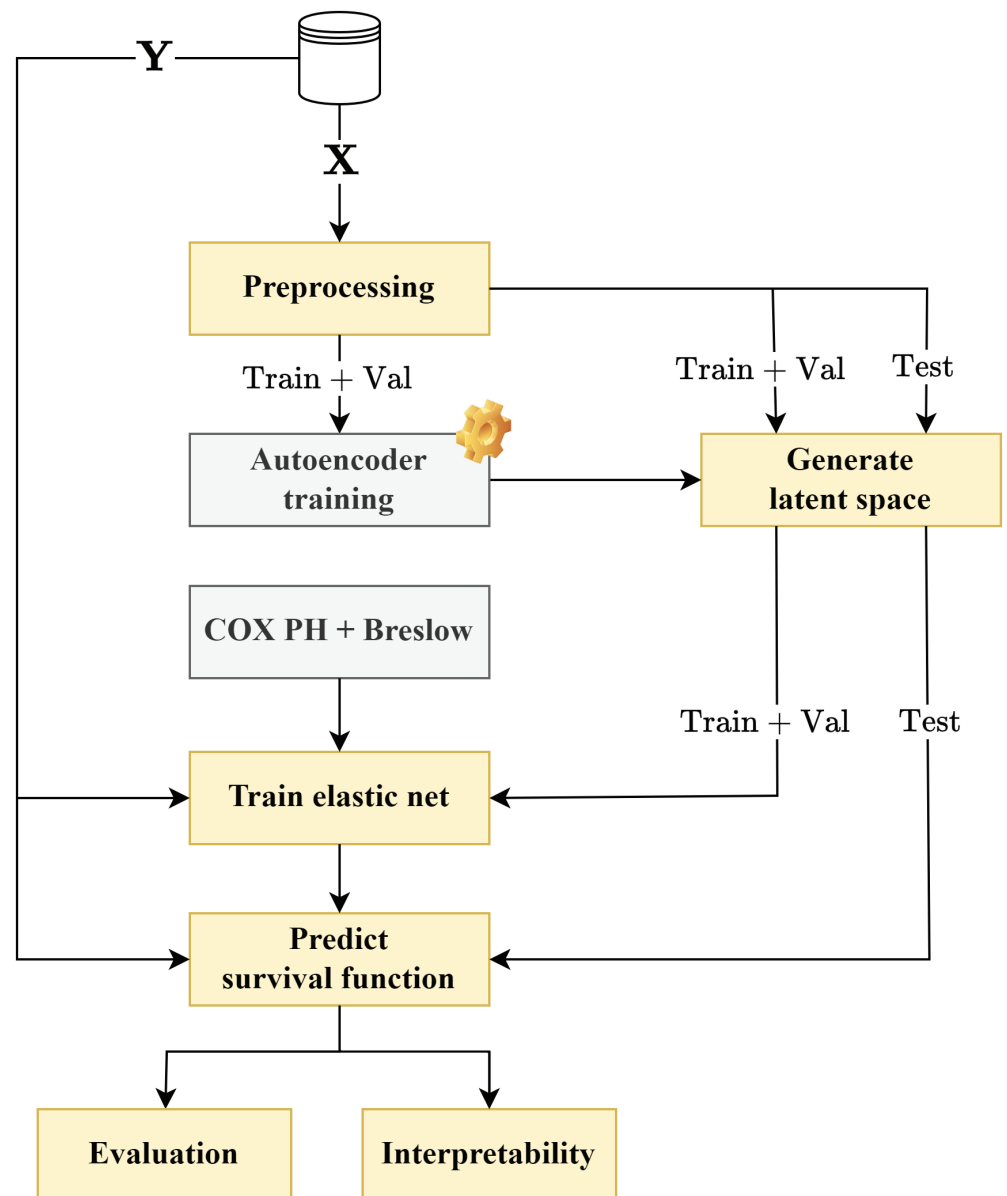 Y
X
Preprocessing
Train + Val
Train + Val
Test
Autoencoder
training
Generate
latent space
COX PH + Breslow
Train + Val
Test
Train elastic net
Predict
survival function
Evaluation
Interpretability